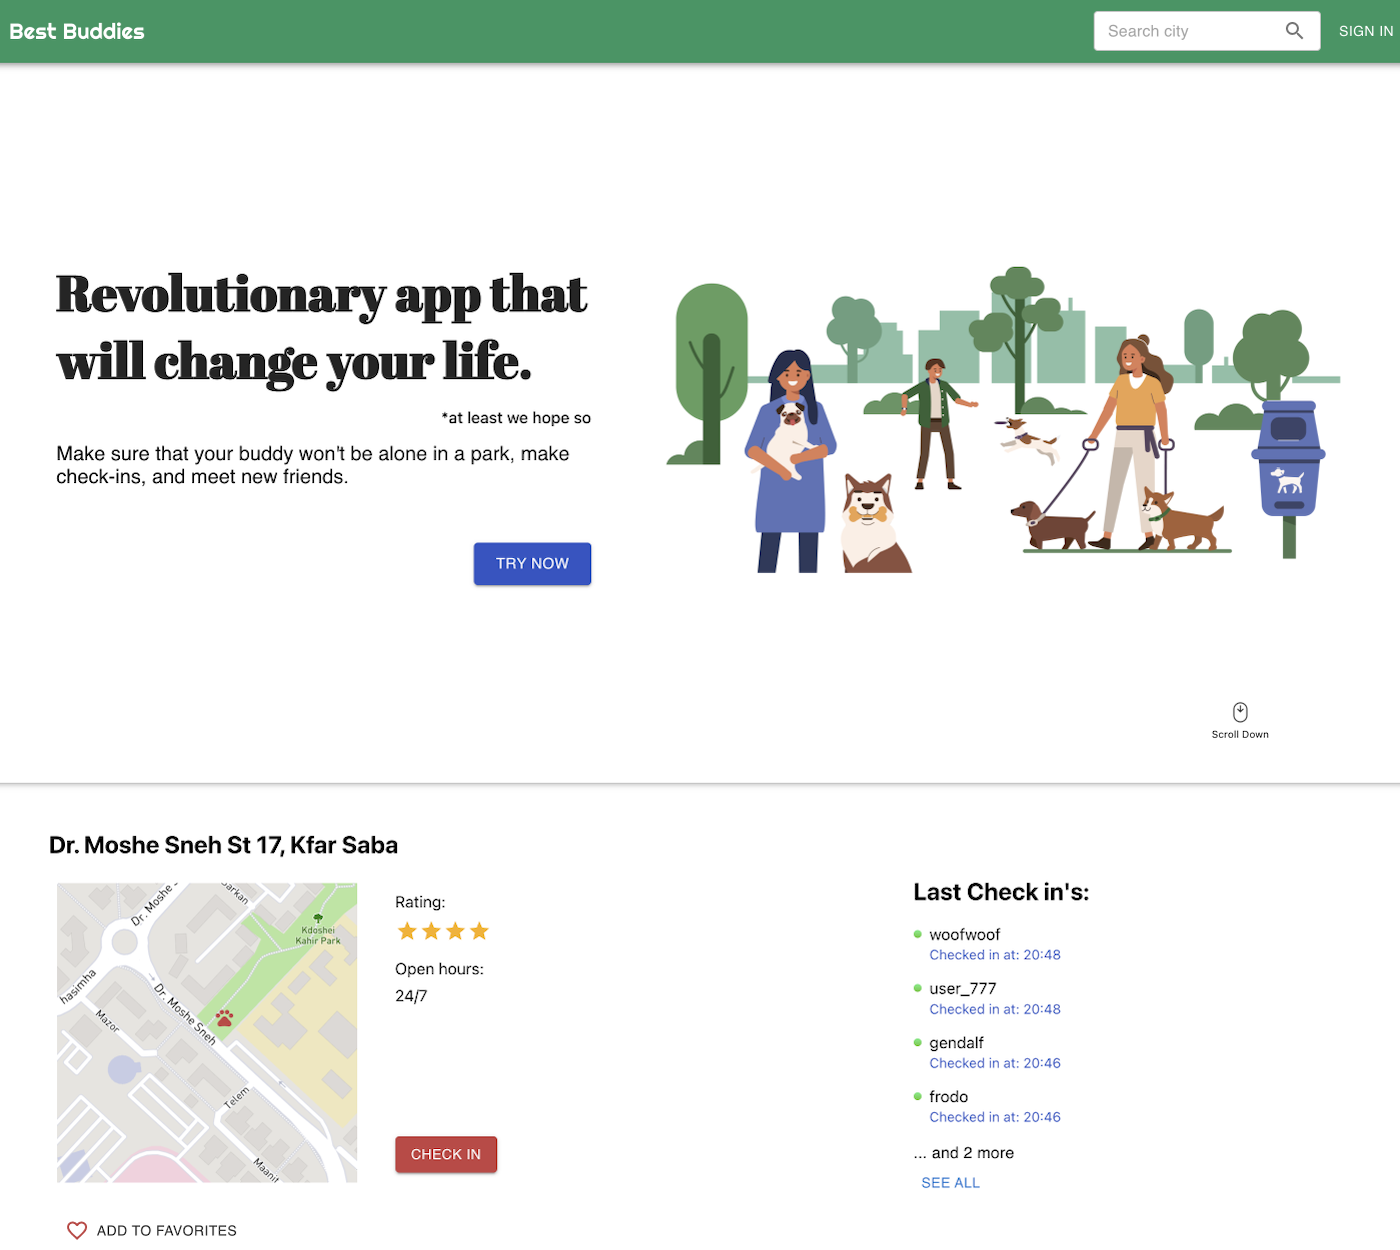 Best Buddies
Search city
SIGN IN
Revolutionary app that
will change your life.
*at least we hope so
Make sure that your buddy won't be alone in a park, make
check-ins, and meet new friends.
TRY NOW
Scroll Down
Dr. Moshe Sneh St 17, Kfar Saba
Dr. Moshe
Kdoshei
Kahir Park
hasimha
Mazor
Dr. Moshe Sneh
Telem
Maanit
Rating:
Open hours:
24/7
CHECK IN
ADD TO FAVORITES
Last Check in's:
woofwoof
Checked in at: 20:48
user_777
Checked in at: 20:48
gendalf
Checked in at: 20:46
frodo
Checked in at: 20:46
... and 2 more
SEE ALL